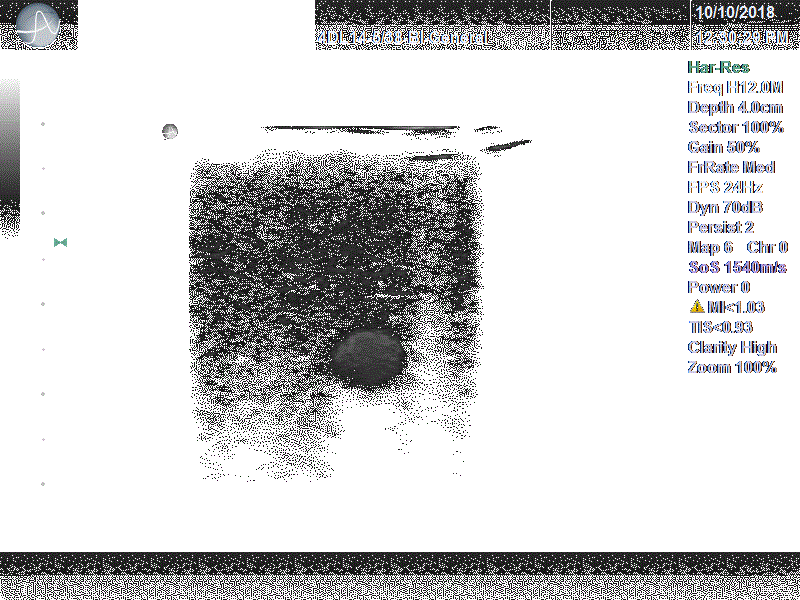 10/10/2018
Har-Res
Freq H12.0M
Depth 4.0cm
Sector 100%
Gain 50%
FrRate Med
FPS 24Hz
Dyn 70dB
Persist 2
Map 6 Chr 0
SoS 1540m/s
Power 0
MI<1.03
TIS<0.93
Clarity High
Zoom 100%